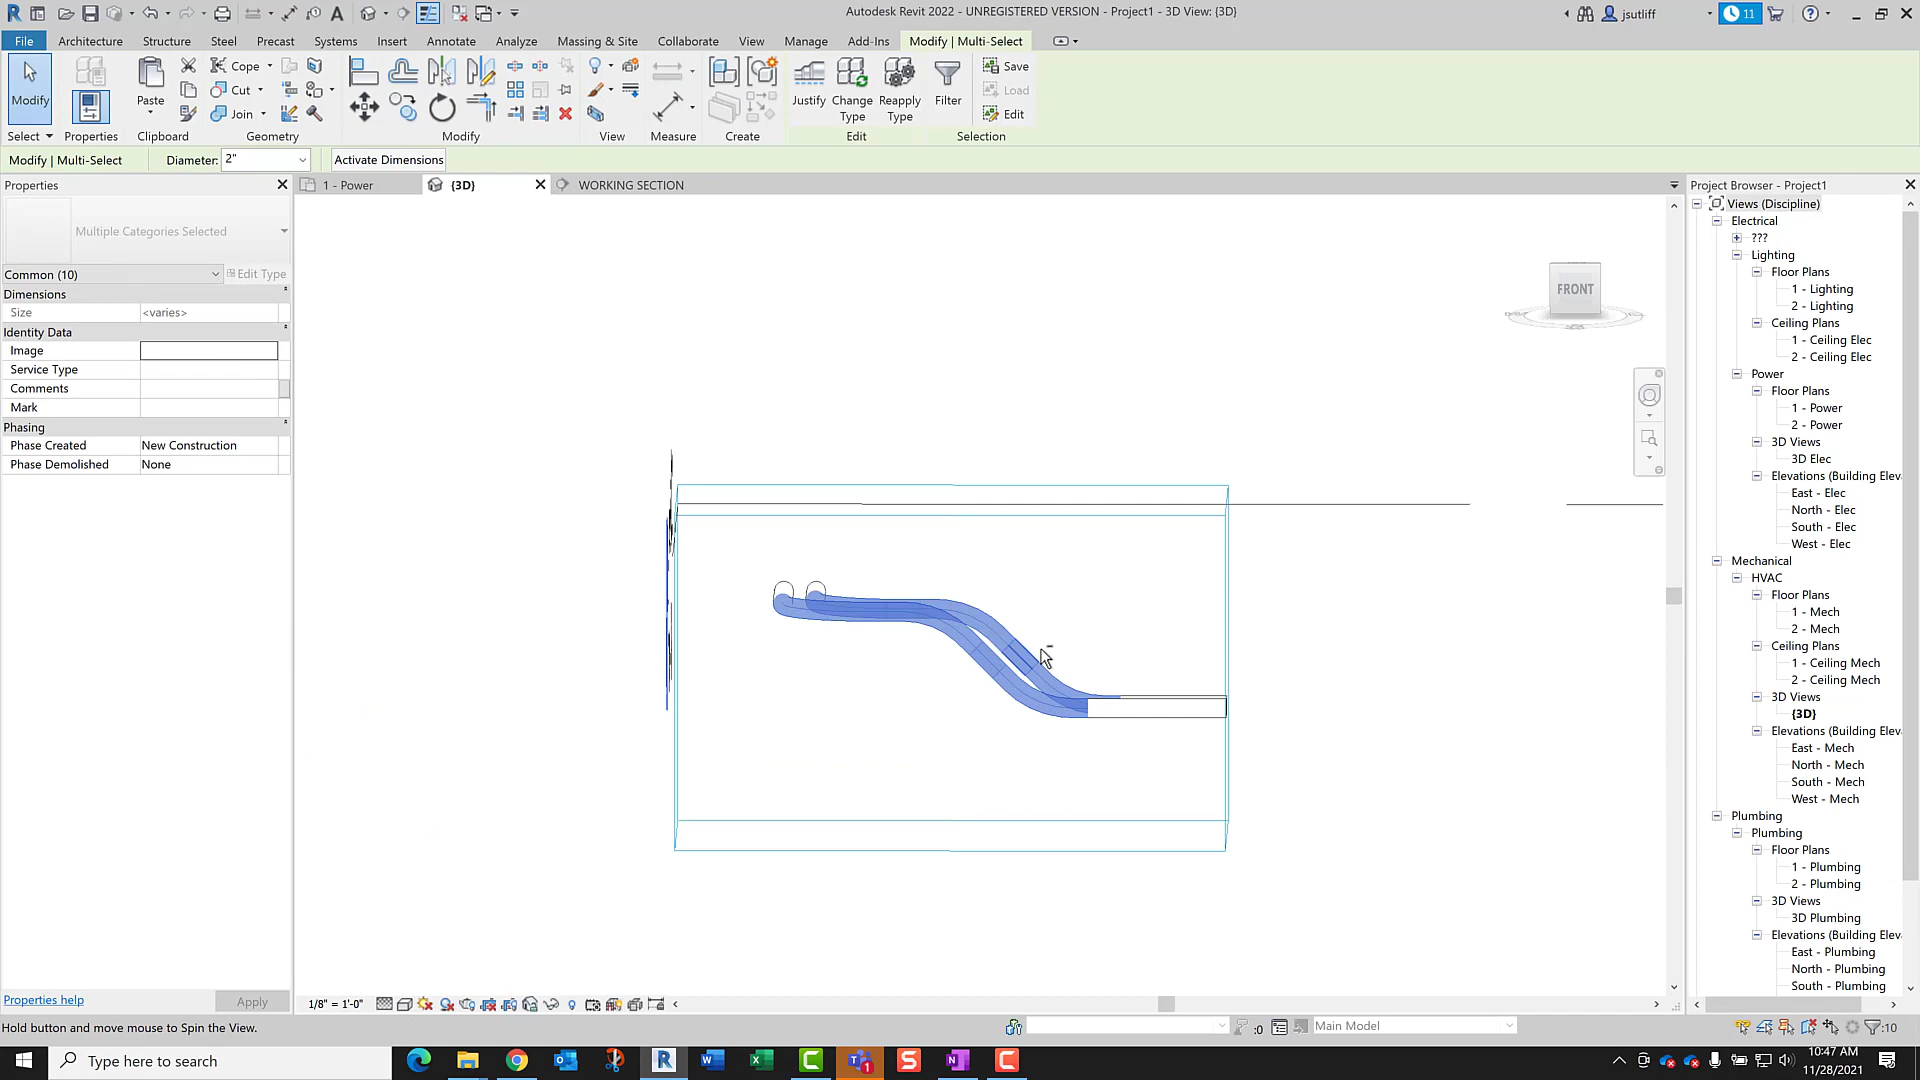 Autodesk Revit 2022 - UNREGISTERED VERSION - Project1 - 3D View: {3D}
jsutliff
11
File
Architecture
Structure
Steel
Precast
Systems
Insert
Annotate
Analyze
Massing & Site
Collaborate
View
Manage
Add-Ins
Modify | Multi-Select
Modify
Paste
Cope
Cut
Join
Justify
Change Type
Reapply Type
Filter
Save
Load
Edit
Select
Properties
Clipboard
Geometry
Modify
View
Measure
Create
Edit
Selection
Modify | Multi-Select
Diameter:
2"
Activate Dimensions
Properties
1 - Power
{3D}
WORKING SECTION
Project Browser - Project1
Multiple Categories Selected
Common (10)
Edit Type
Dimensions
Size
<varies>
Identity Data
Image
Service Type
Comments
Mark
Phasing
Phase Created
New Construction
Phase Demolished
None
FRONT
Views (Discipline)
Electrical
???
Lighting
Floor Plans
1 - Lighting
2 - Lighting
Ceiling Plans
1 - Ceiling Elec
2 - Ceiling Elec
Power
Floor Plans
1 - Power
2 - Power
3D Views
3D Elec
Elevations (Building Elev
East - Elec
North - Elec
South - Elec
West - Elec
Mechanical
HVAC
Floor Plans
1 - Mech
2 - Mech
Ceiling Plans
1 - Ceiling Mech
2 - Ceiling Mech
3D Views
{3D}
Elevations (Building Elev
East - Mech
North - Mech
South - Mech
West - Mech
Plumbing
Plumbing
Floor Plans
1 - Plumbing
2 - Plumbing
3D Views
3D Plumbing
Elevations (Building Elev
East - Plumbing
North - Plumbing
South - Plumbing
Properties help
Apply
1/8" = 1'-0"
Hold button and move mouse to Spin the View.
:0
Main Model
:10
Type here to search
1
10:47 AM
11/28/2021